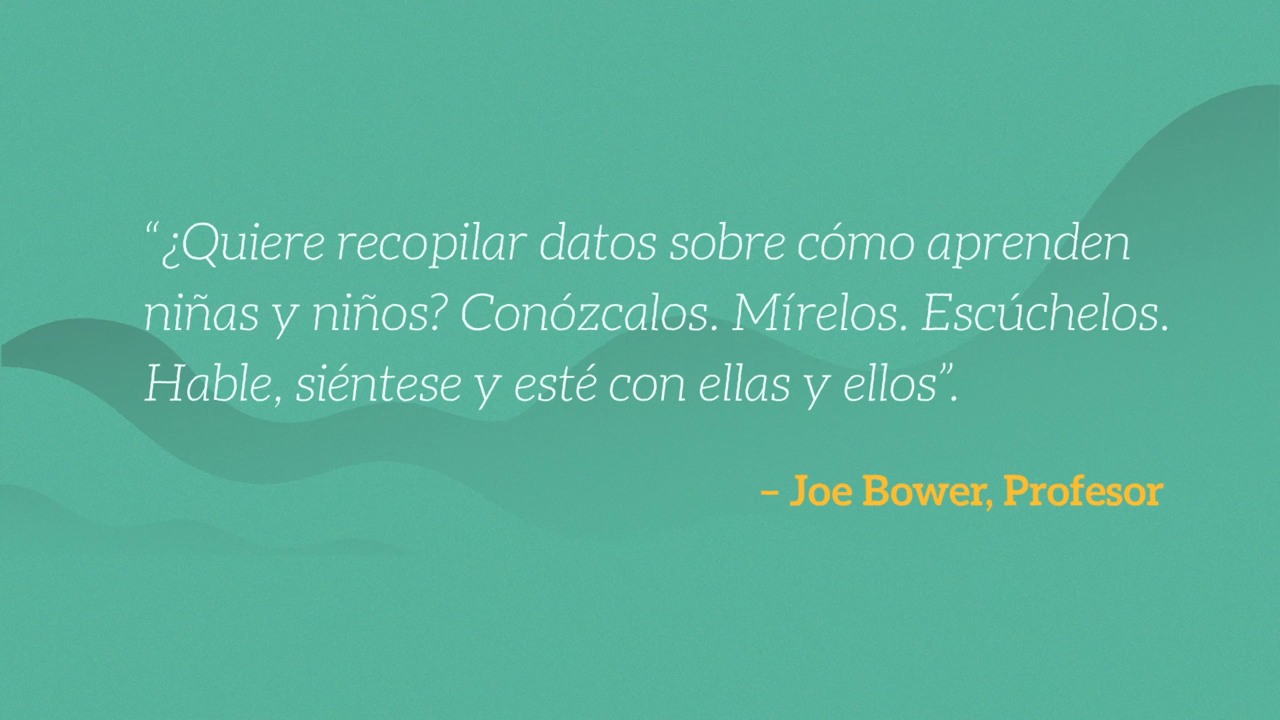 “¿Quiere recopilar datos sobre cómo aprenden
niñas y niños? Conózcalos. Mírelos. Escúchelos.
Hable, siéntese y esté con ellas y ellos”.
– Joe Bower, Profesor